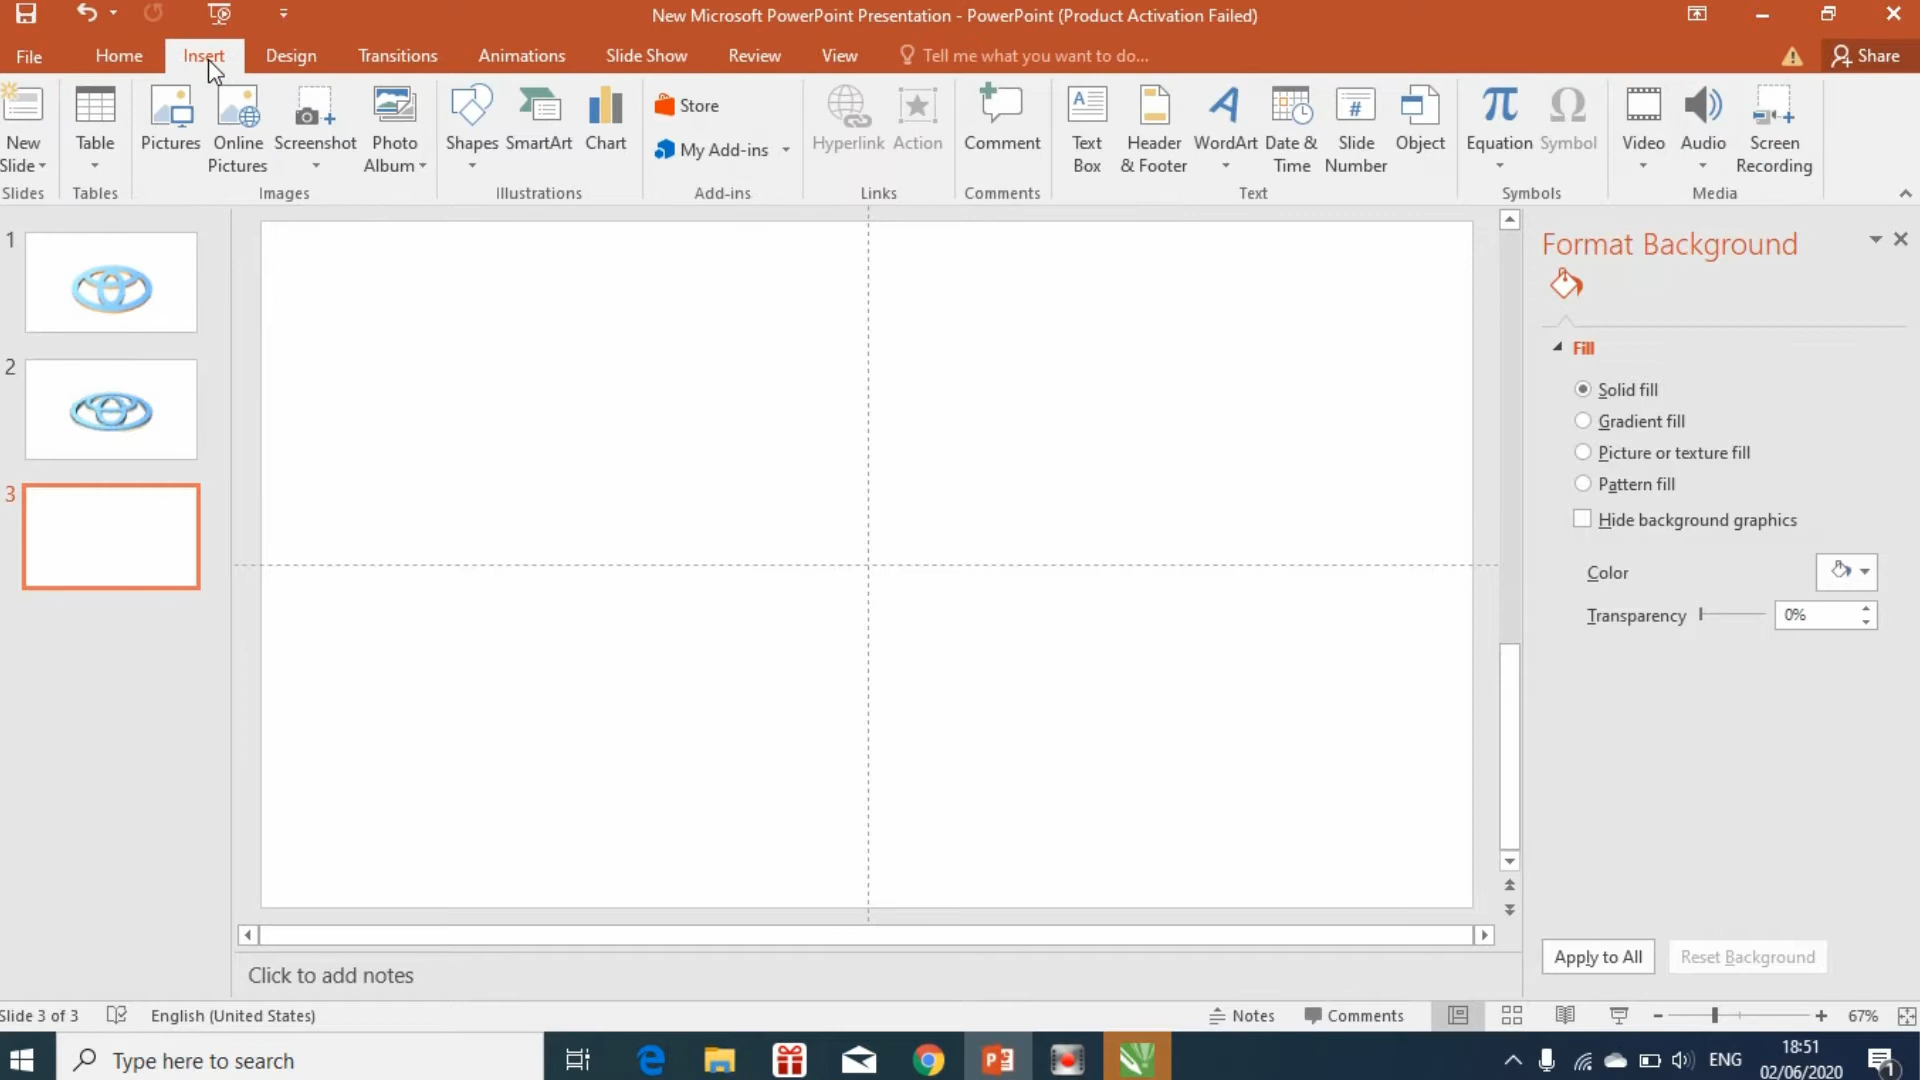 New Microsoft PowerPoint Presentation - PowerPoint (Product Activation Failed)
File
Home
Insert
Design
Transitions
Animations
Slide Show
Review
View
Tell me what you want to do...
Share
New
Slide
Table
Pictures
Online
Pictures
Screenshot
Photo
Album
Shapes
SmartArt
Chart
Store
My Add-ins
Hyperlink
Action
Comment
Text
Box
Header
& Footer
WordArt
Date &
Time
Slide
Number
Object
Equation
Symbol
Video
Audio
Screen
Recording
Slides
Tables
Images
Illustrations
Add-ins
Links
Comments
Text
Symbols
Media
1
2
3
Format Background
Fill
Solid fill
Gradient fill
Picture or texture fill
Pattern fill
Hide background graphics
Color
Transparency
0%
Apply to All
Reset Background
Click to add notes
Slide 3 of 3
English (United States)
Notes
Comments
67%
Type here to search
ENG
18:51
02/06/2020
1